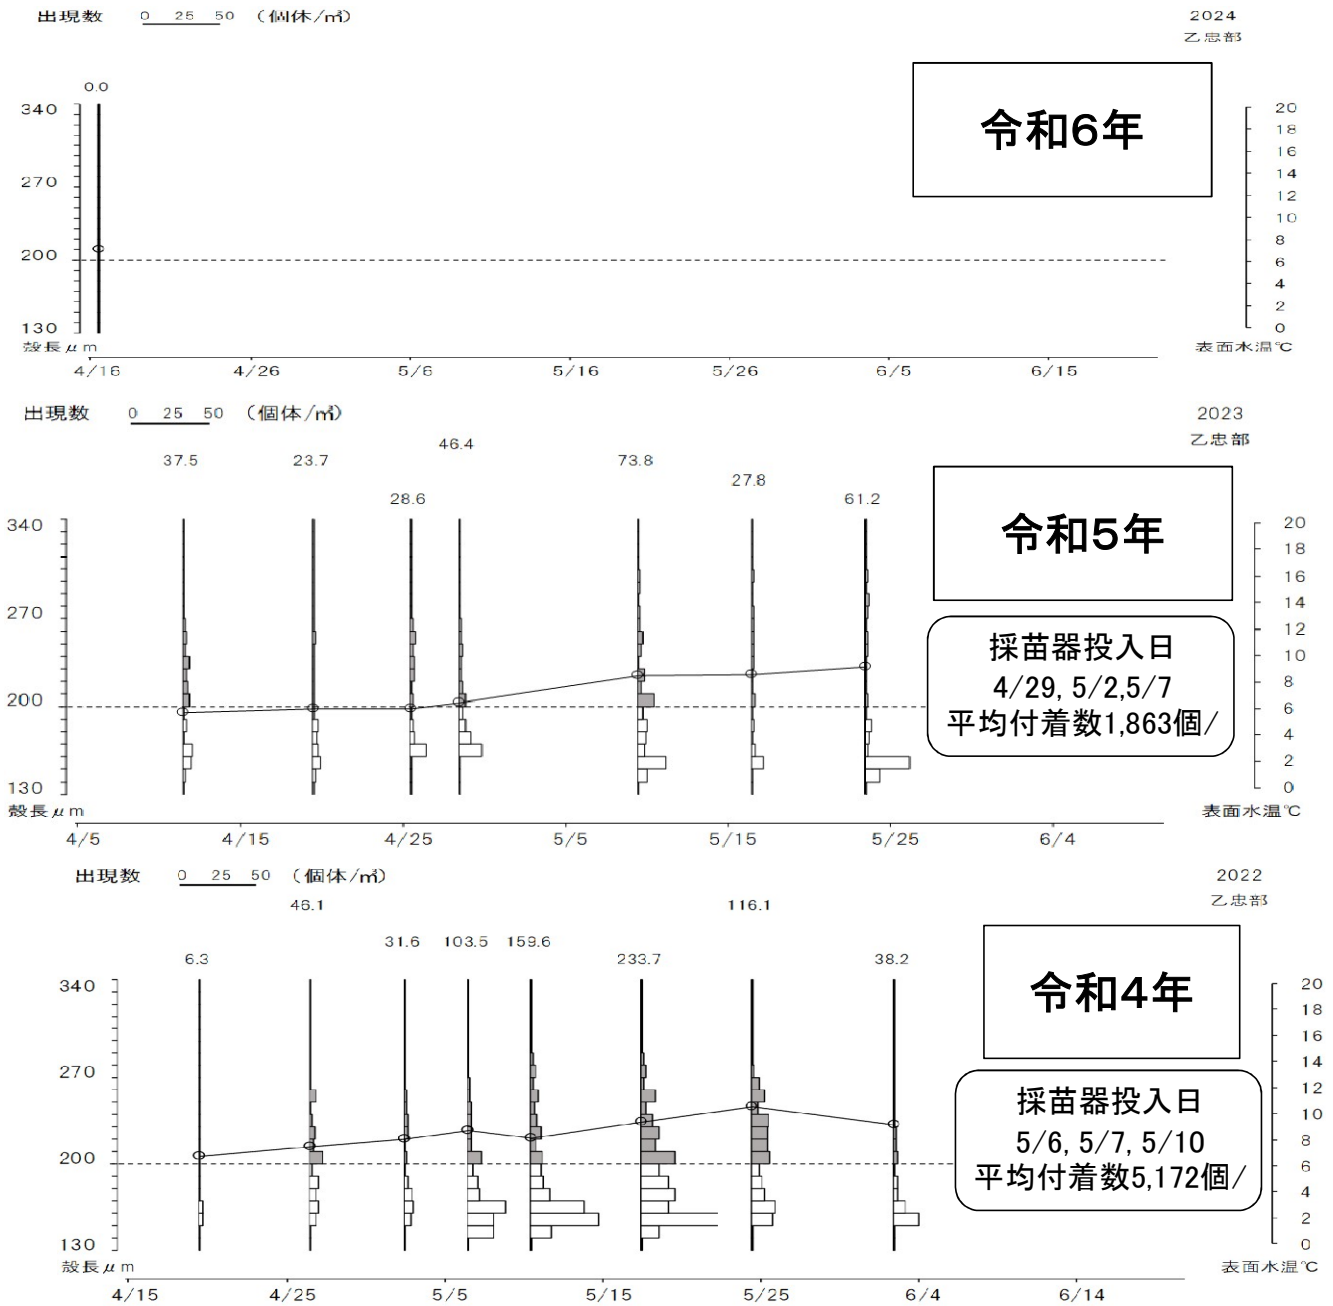 出現数 0 25 50 (個体/㎥) 2024
乙忠部
0.0
令和6年
340 270 200 130
殻長μm
20 18 16 14 12 10 8 6 4 2 0
表面水温℃
4/16 4/26 5/6 5/16 5/26 6/5 6/15
出現数 0 25 50 (個体/㎥) 2023
乙忠部
37.5 23.7 28.6 46.4 73.8 27.8 61.2
令和5年
採苗器投入日
4/29, 5/2,5/7
平均付着数1,863個/
340 270 200 130
殻長μm
20 18 16 14 12 10 8 6 4 2 0
表面水温℃
4/5 4/15 4/25 5/5 5/15 5/25 6/4
出現数 0 25 50 (個体/㎥) 2022
乙忠部
6.3 46.1 31.6 103.5 159.6 233.7 116.1 38.2
令和4年
採苗器投入日
5/6, 5/7, 5/10
平均付着数5,172個/
340 270 200 130
殻長μm
20 18 16 14 12 10 8 6 4 2 0
表面水温℃
4/15 4/25 5/5 5/15 5/25 6/4 6/14